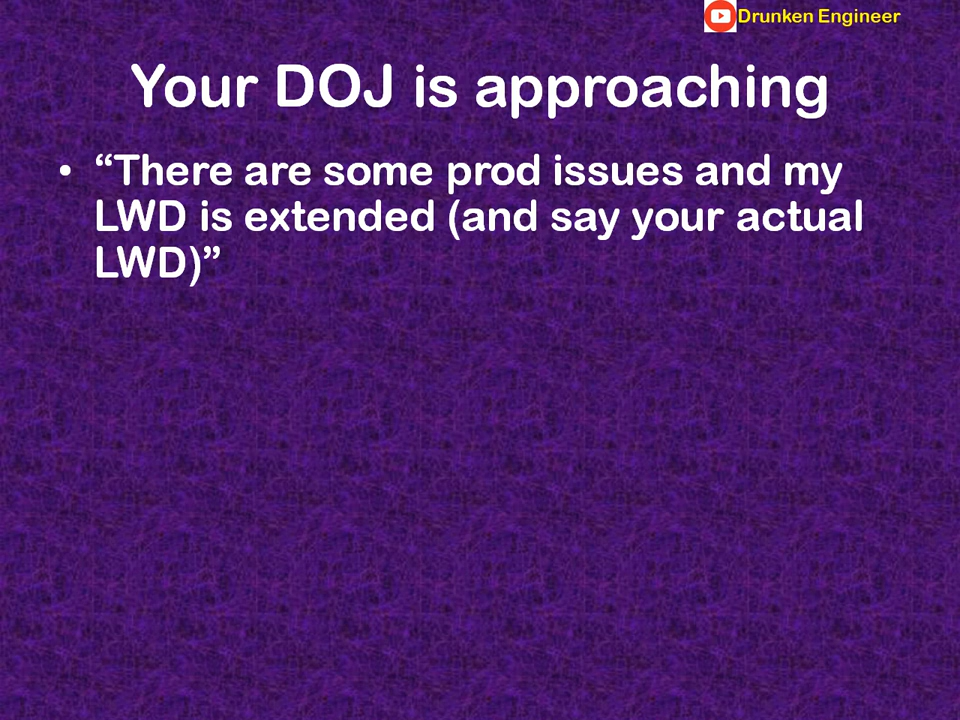 Drunken Engineer
Your DOJ is approaching
• “There are some prod issues and my
LWD is extended (and say your actual
LWD)”